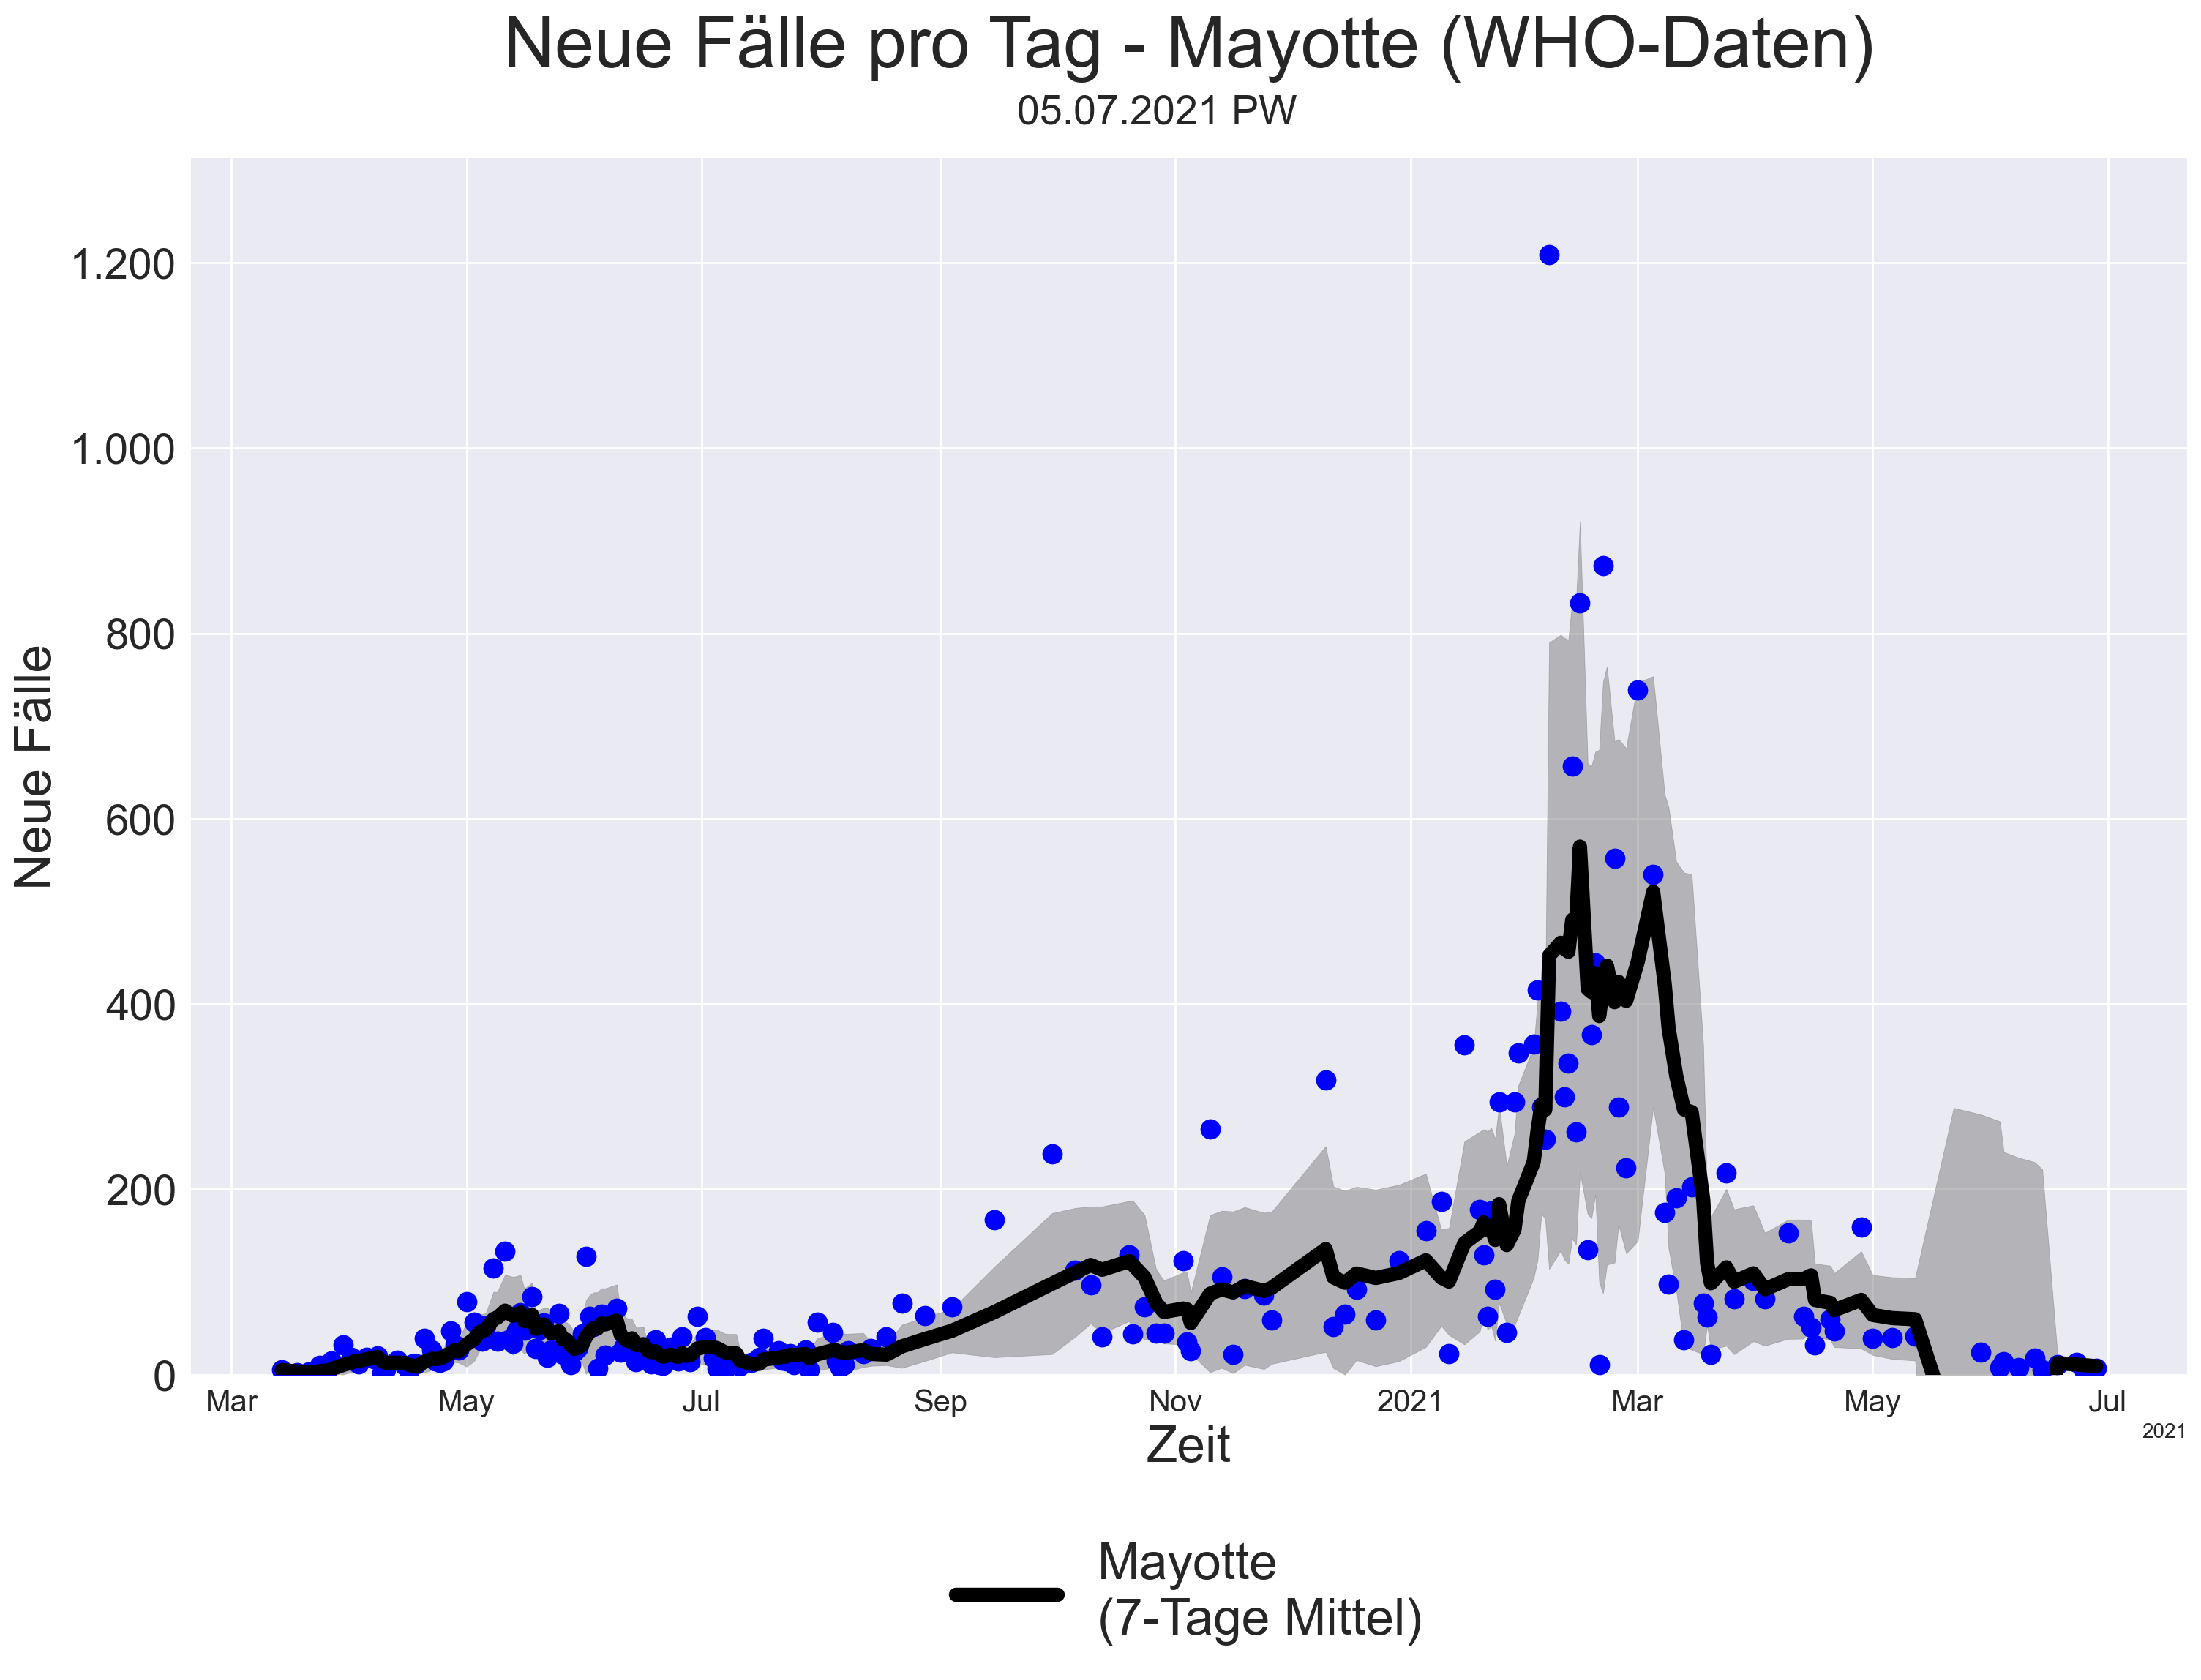 Neue Fälle pro Tag - Mayotte (WHO-Daten)
05.07.2021 PW
1.200
1.000
800
600
400
200
0
Neue Fälle
Mar May Jul Sep Nov 2021 Mar May Jul
Zeit
2021
Mayotte
(7-Tage Mittel)